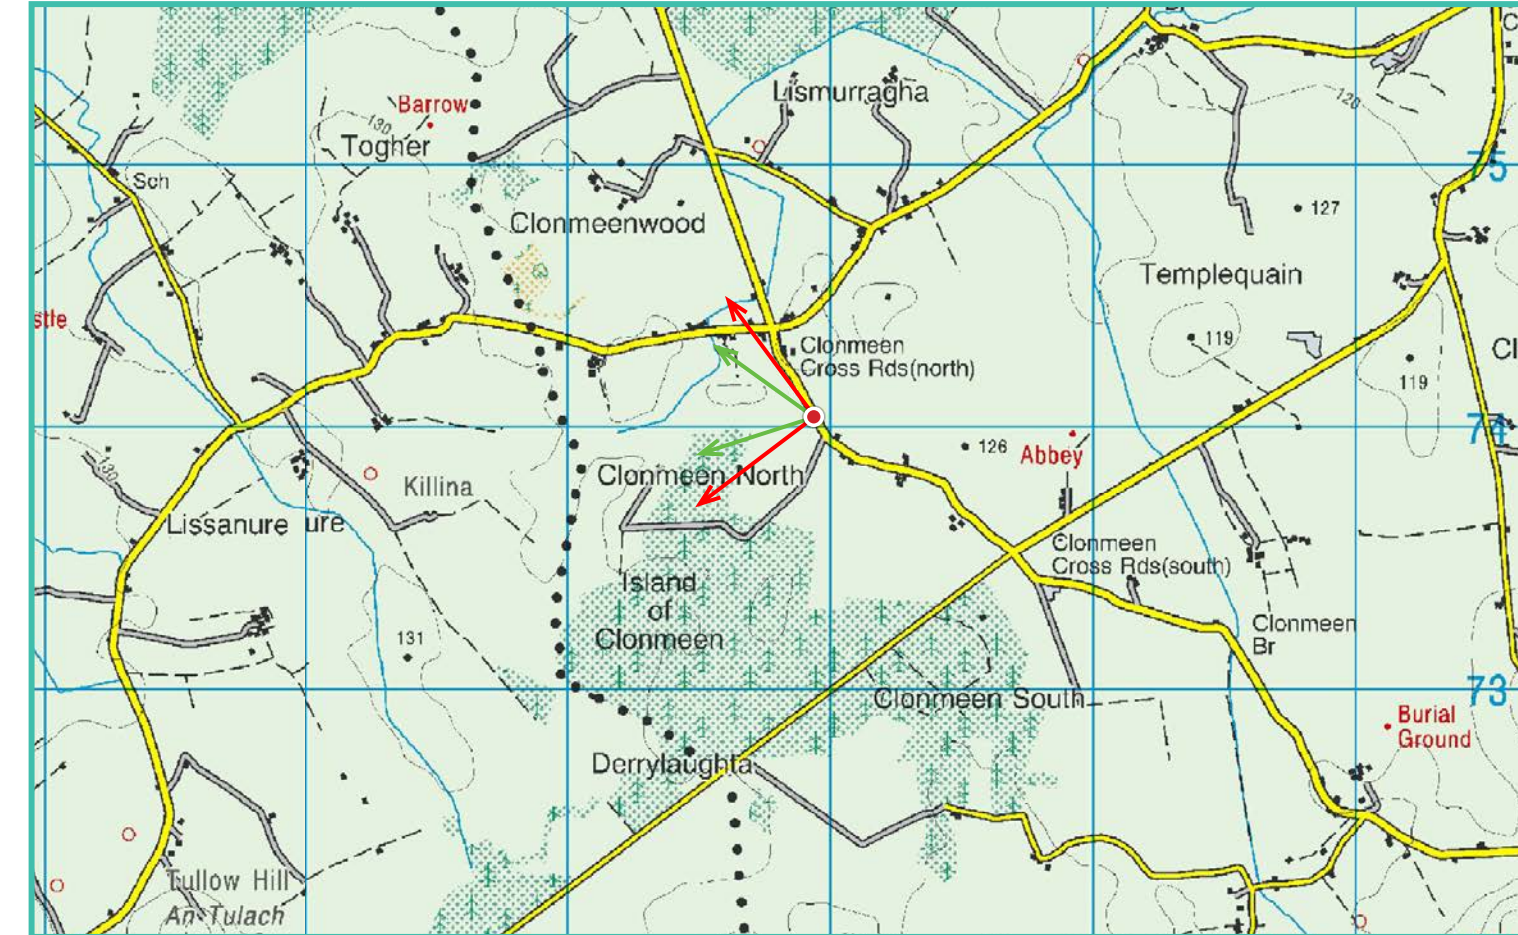 Barrow
130
Togher
Lismurragha
120
75
Sch
127
Clonmeenwood
Templequain
stle
119
Clonmeen
Cross Rds(north)
Cl
119
74
126
Abbey
130
Clonmeen North
Killina
Lissanure ure
Clonmeen
Cross Rds(south)
Island
of
Clonmeen
131
Clonmeen
Br
Clonmeen South
73
Burial
Ground
Derrylaughta
Tullow Hill
An Tulach